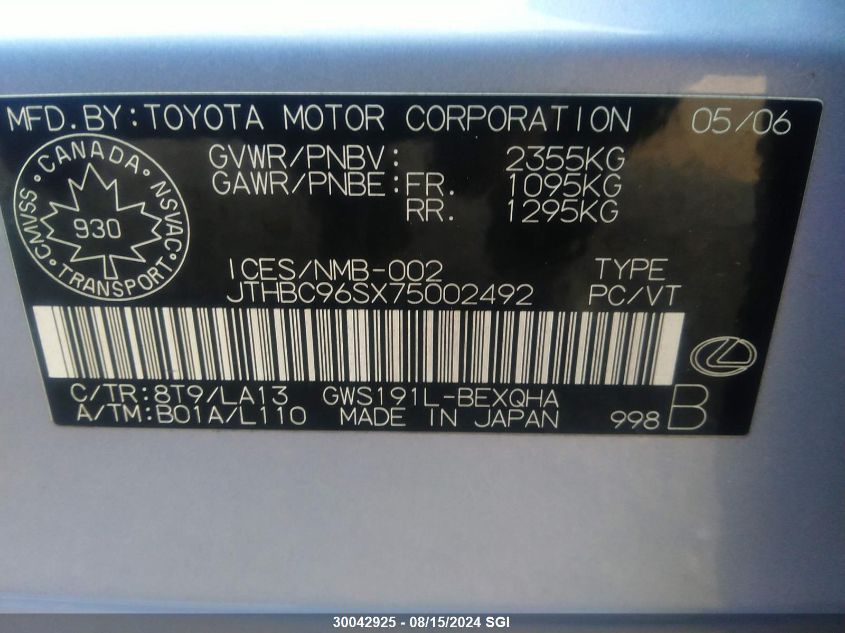 MFD.BY:TOYOTA MOTOR CORPORATION 05/06
GVWR/PNBV: 2355KG
GAWR/PNBE:FR. 1095KG
RR. 1295KG
CANADA
CMVSS NSVAC
930
TRANSPORT
ICES/NMB-002 TYPE
JTHBC96SX75002492 PC/VT
C/TR:8T9/LA13 GWS191L-BEXQHA
A/TM:B01A/L110 MADE IN JAPAN 998 B
30042925 - 08/15/2024 SGI